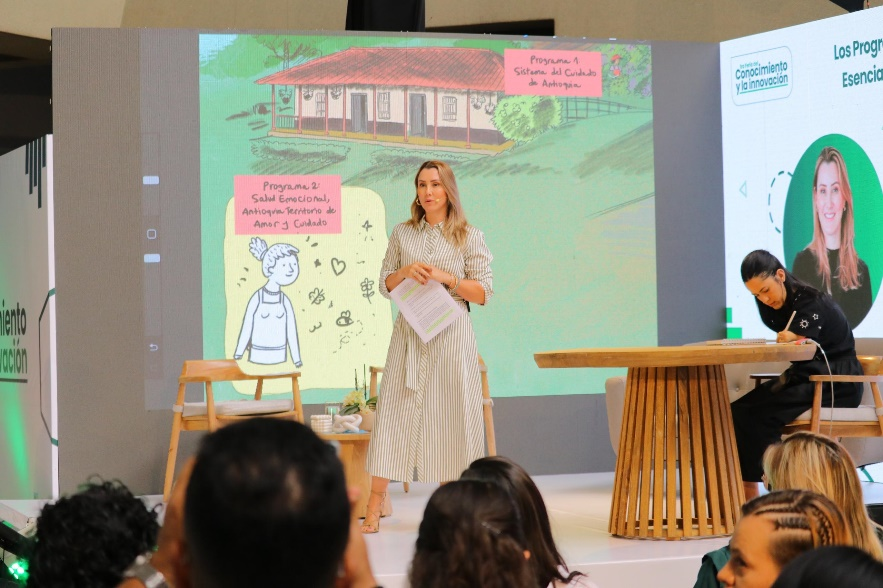 Programa 1:
Sistema del Cuidado
de Antioquia
Programa 2:
Salud Emocional,
Antioquia Territorio de
Amor y Cuidado
Conocimiento
y la innovación
Los Progra
Esencia
miento
vación